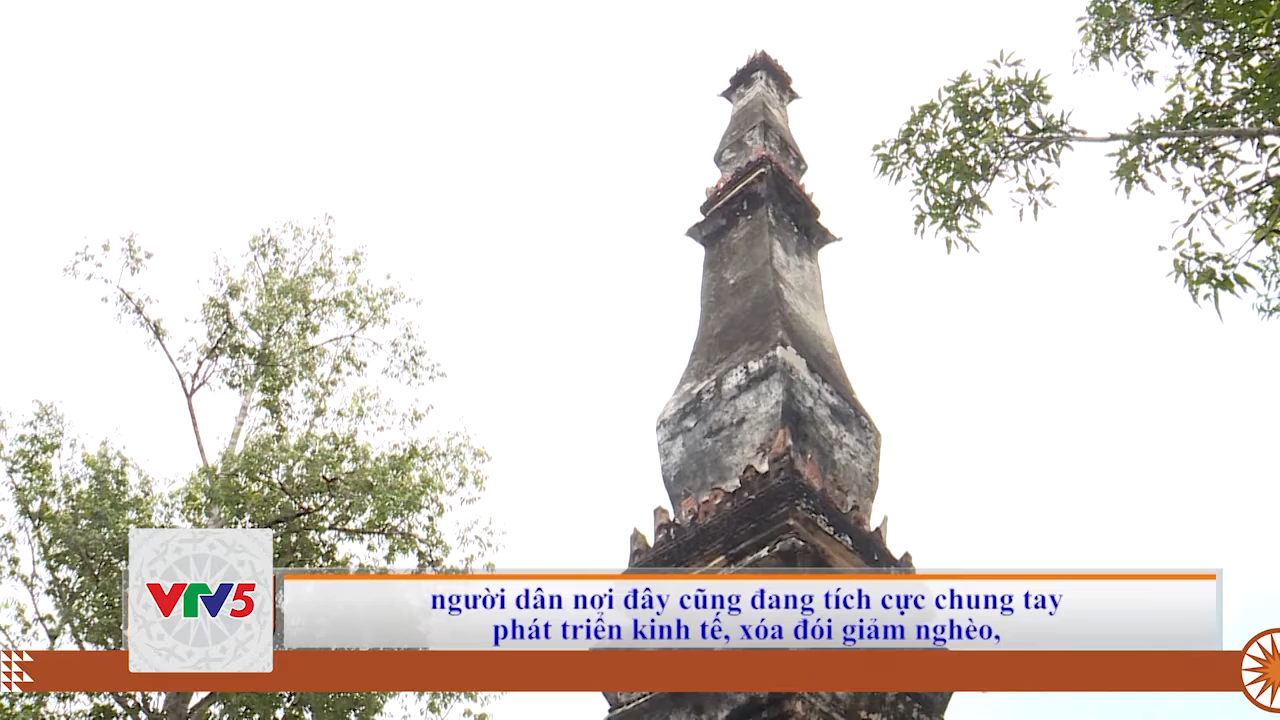 VTV5
người dân nơi đây cũng đang tích cực chung tay
phát triển kinh tế, xóa đói giảm nghèo,